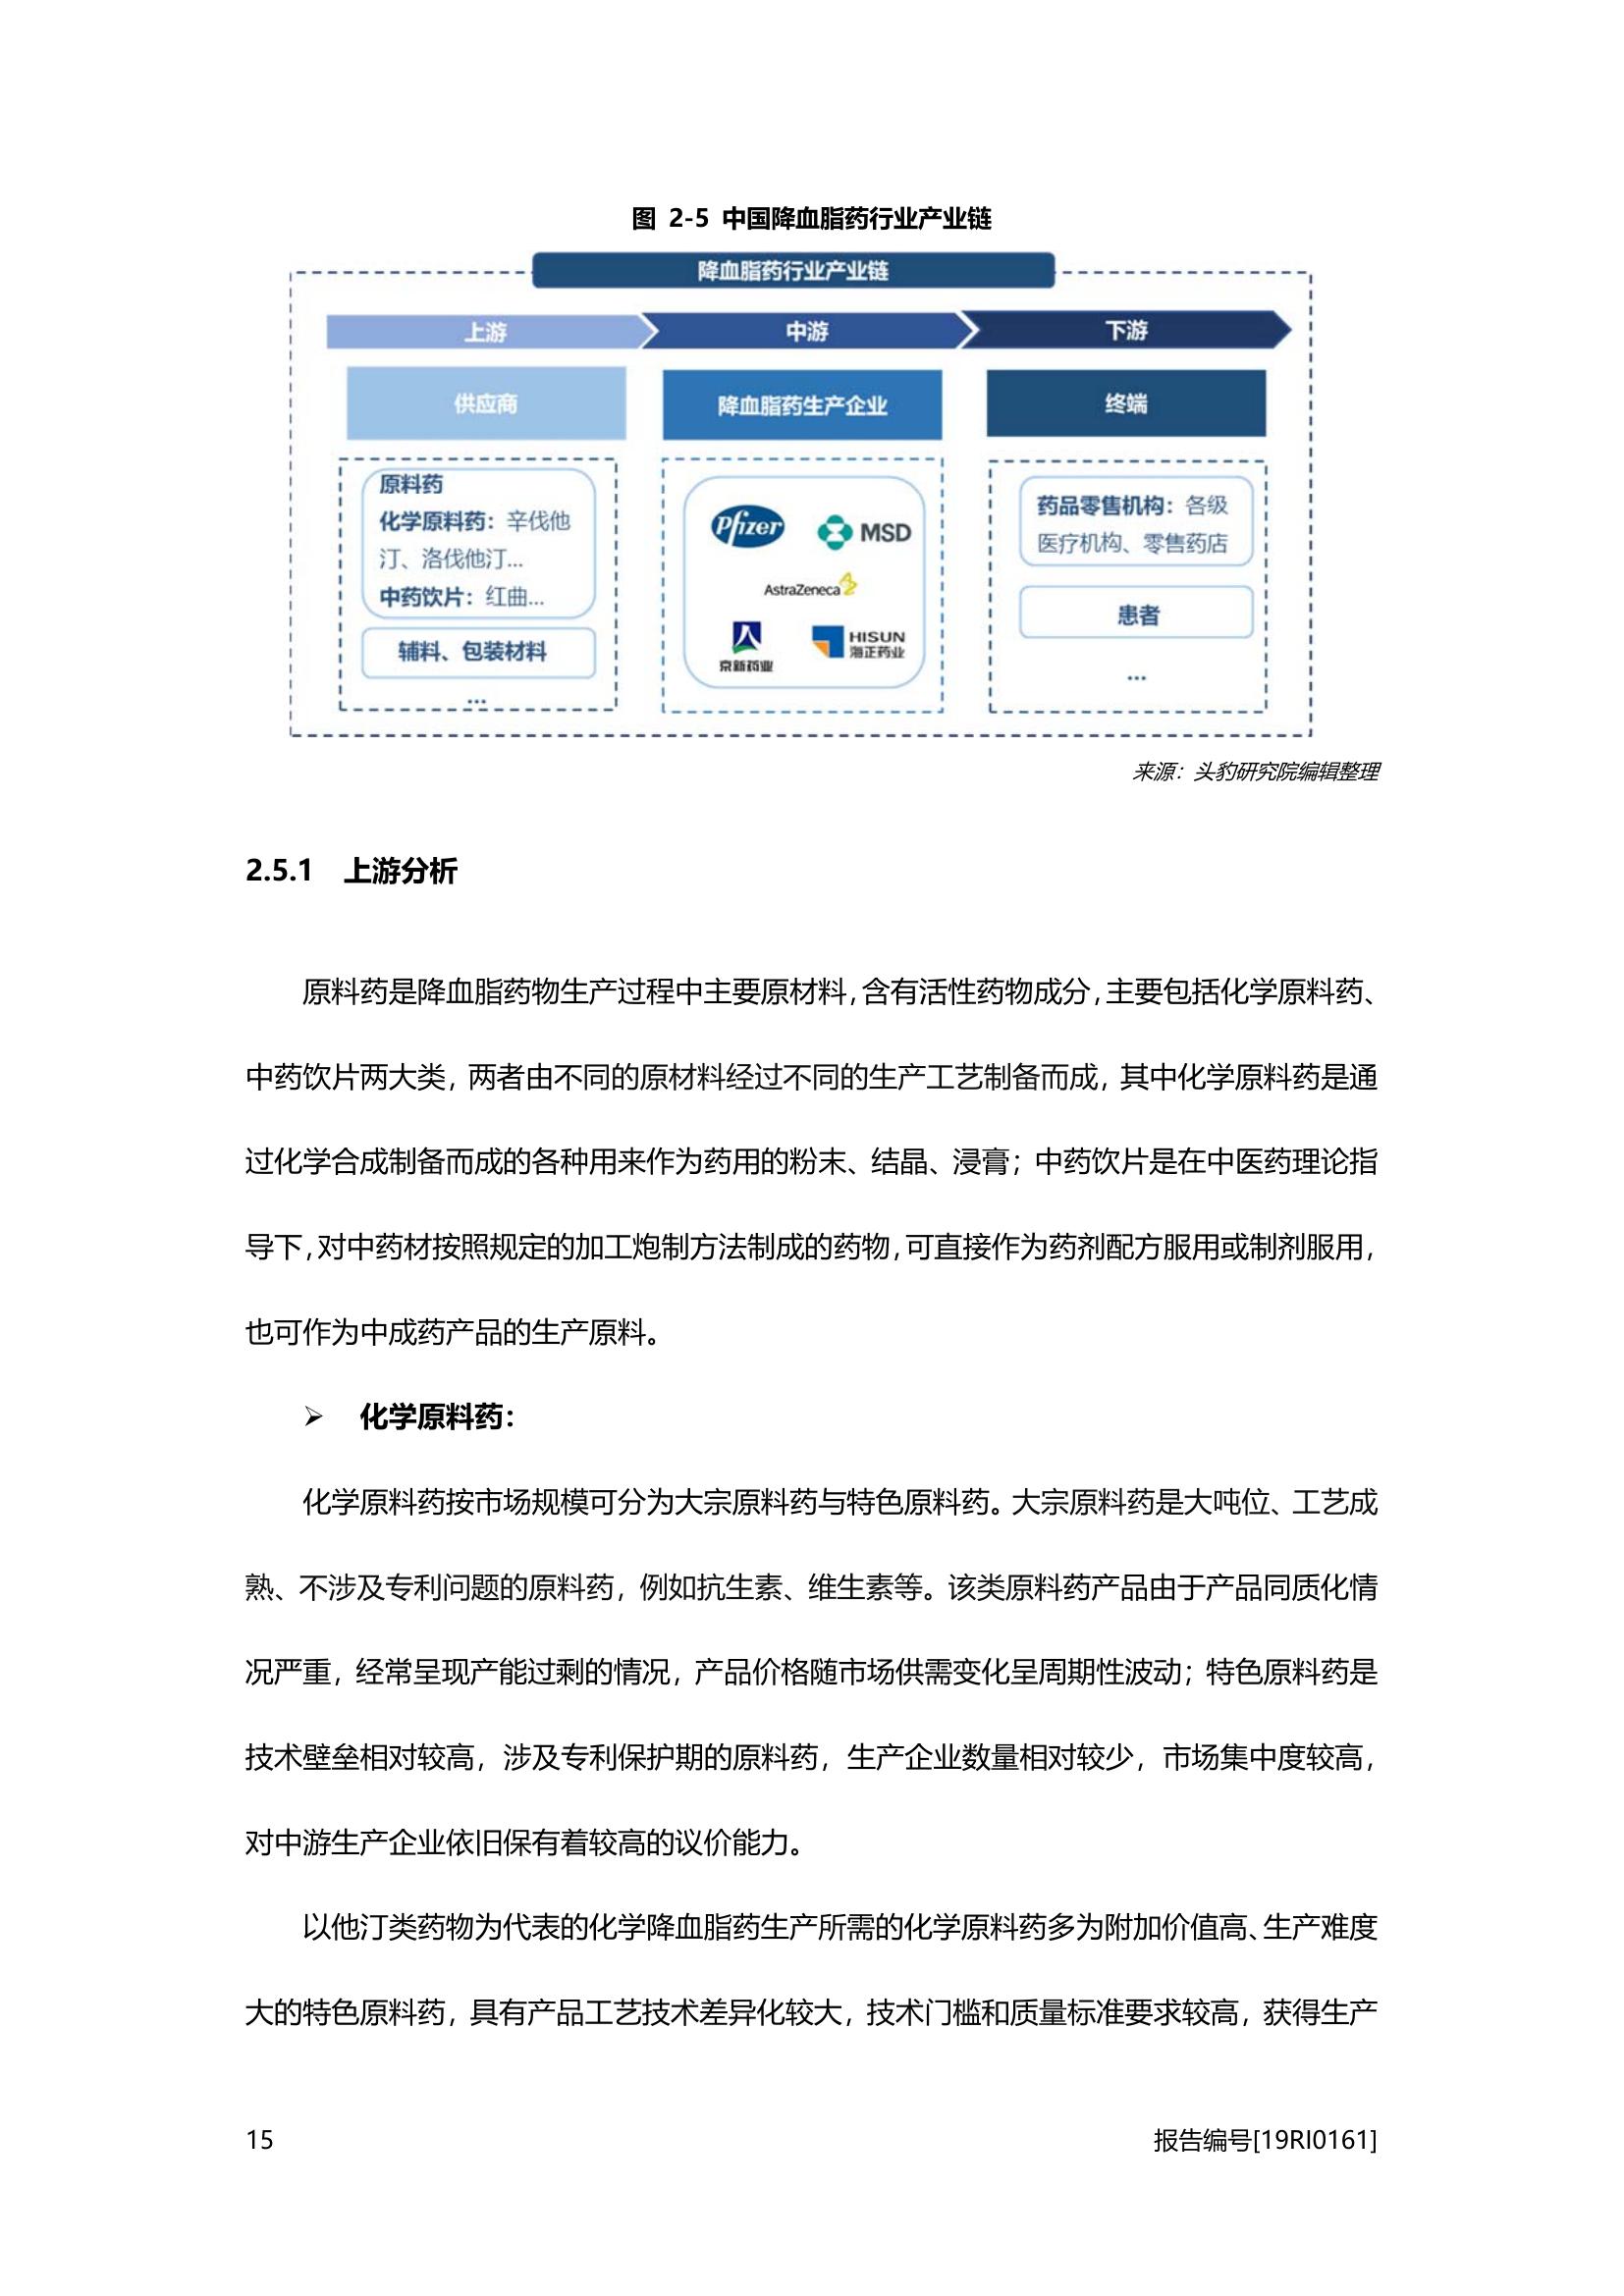 图 2-5 中国降血脂药行业产业链
降血脂药行业产业链
上游
中游
下游
供应商
降血脂药生产企业
终端
原料药
化学原料药：辛伐他
汀、洛伐他汀...
中药饮片：红曲...
辅料、包装材料
...
Pfizer
MSD
AstraZeneca
京新药业
HISUN
海正药业
药品零售机构：各级
医疗机构、零售药店
患者
...
来源：头豹研究院编辑整理
2.5.1 上游分析
原料药是降血脂药物生产过程中主要原材料，含有活性药物成分，主要包括化学原料药、
中药饮片两大类，两者由不同的原材料经过不同的生产工艺制备而成，其中化学原料药是通
过化学合成制备而成的各种用来作为药用的粉末、结晶、浸膏；中药饮片是在中医药理论指
导下，对中药材按照规定的加工炮制方法制成的药物，可直接作为药剂配方服用或制剂服用，
也可作为中成药产品的生产原料。
➢ 化学原料药：
化学原料药按市场规模可分为大宗原料药与特色原料药。大宗原料药是大吨位、工艺成
熟、不涉及专利问题的原料药，例如抗生素、维生素等。该类原料药产品由于产品同质化情
况严重，经常呈现产能过剩的情况，产品价格随市场供需变化呈周期性波动；特色原料药是
技术壁垒相对较高，涉及专利保护期的原料药，生产企业数量相对较少，市场集中度较高，
对中游生产企业依旧保有着较高的议价能力。
以他汀类药物为代表的化学降血脂药生产所需的化学原料药多为附加价值高、生产难度
大的特色原料药，具有产品工艺技术差异化较大，技术门槛和质量标准要求较高，获得生产
15
报告编号[19RI0161]